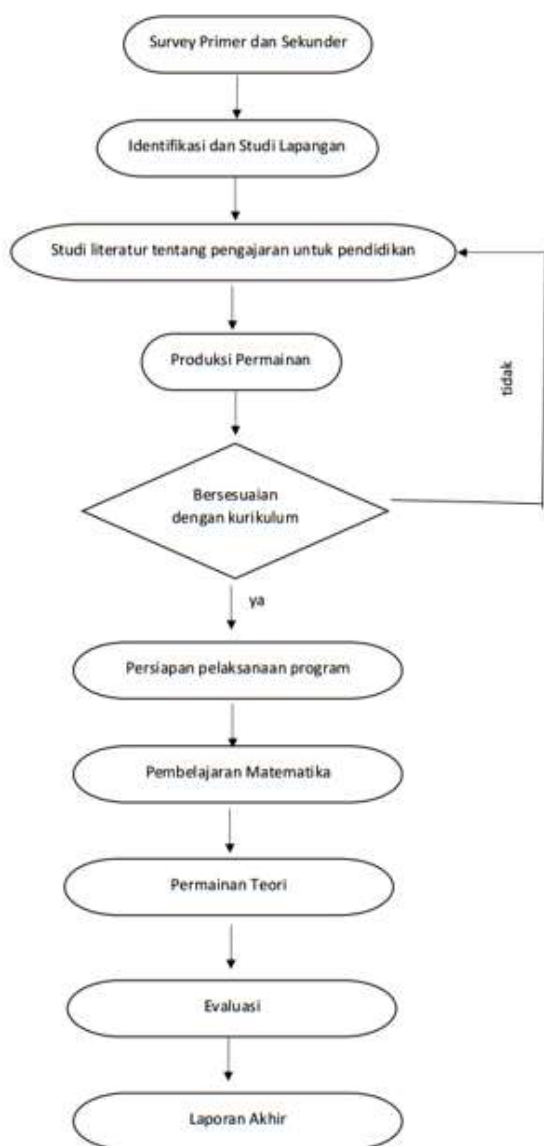 Survey Primer dan Sekunder
Identifikasi dan Studi Lapangan
Studi literatur tentang pengajaran untuk pendidikan
Produksi Permainan
tidak
Bersesuaian
dengan kurikulum
ya
Persiapan pelaksanaan program
Pembelajaran Matematika
Permainan Teori
Evaluasi
Laporan Akhir